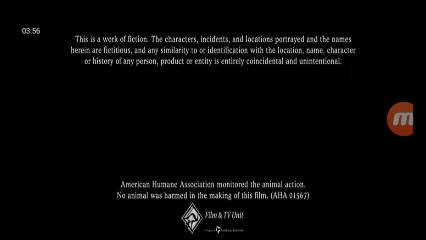 03:56
This is a work of fiction. The characters, incidents, and locations portrayed and the names
herein are fictitious, and any similarity to or identification with the location, name, character
or history of any person, product or entity is entirely coincidental and unintentional.
American Humane Association monitored the animal action.
No animal was harmed in the making of this film. (AHA 01567)
Film & TV Unit